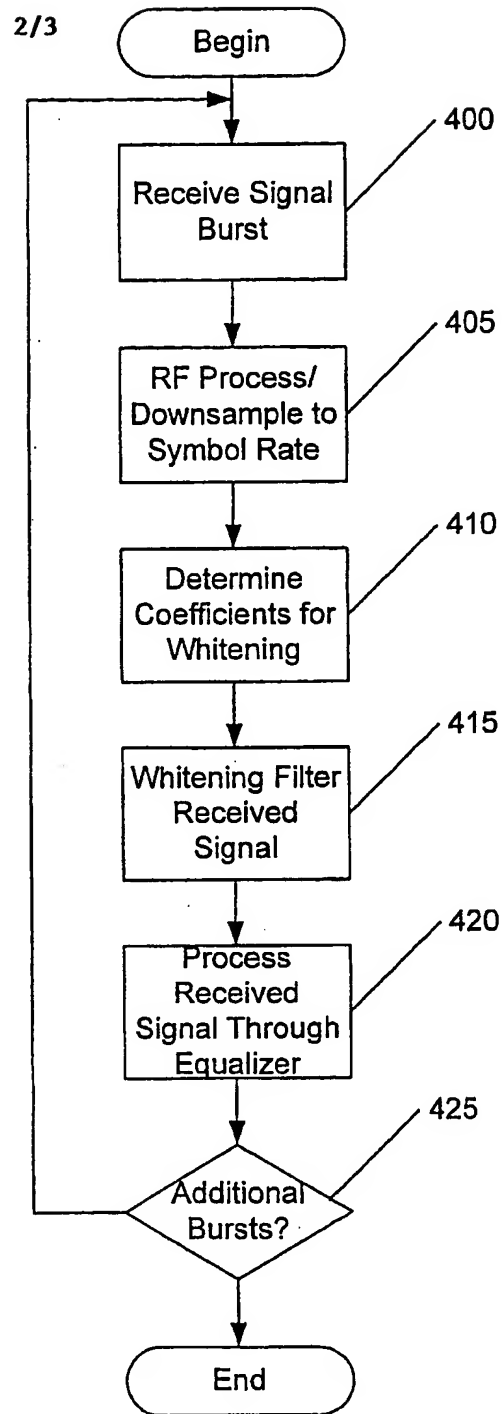 2/3
Begin
400
Receive Signal
Burst
405
RF Process/
Downsample to
Symbol Rate
410
Determine
Coefficients for
Whitening
415
Whitening Filter
Received
Signal
420
Process
Received
Signal Through
Equalizer
425
Additional
Bursts?
End